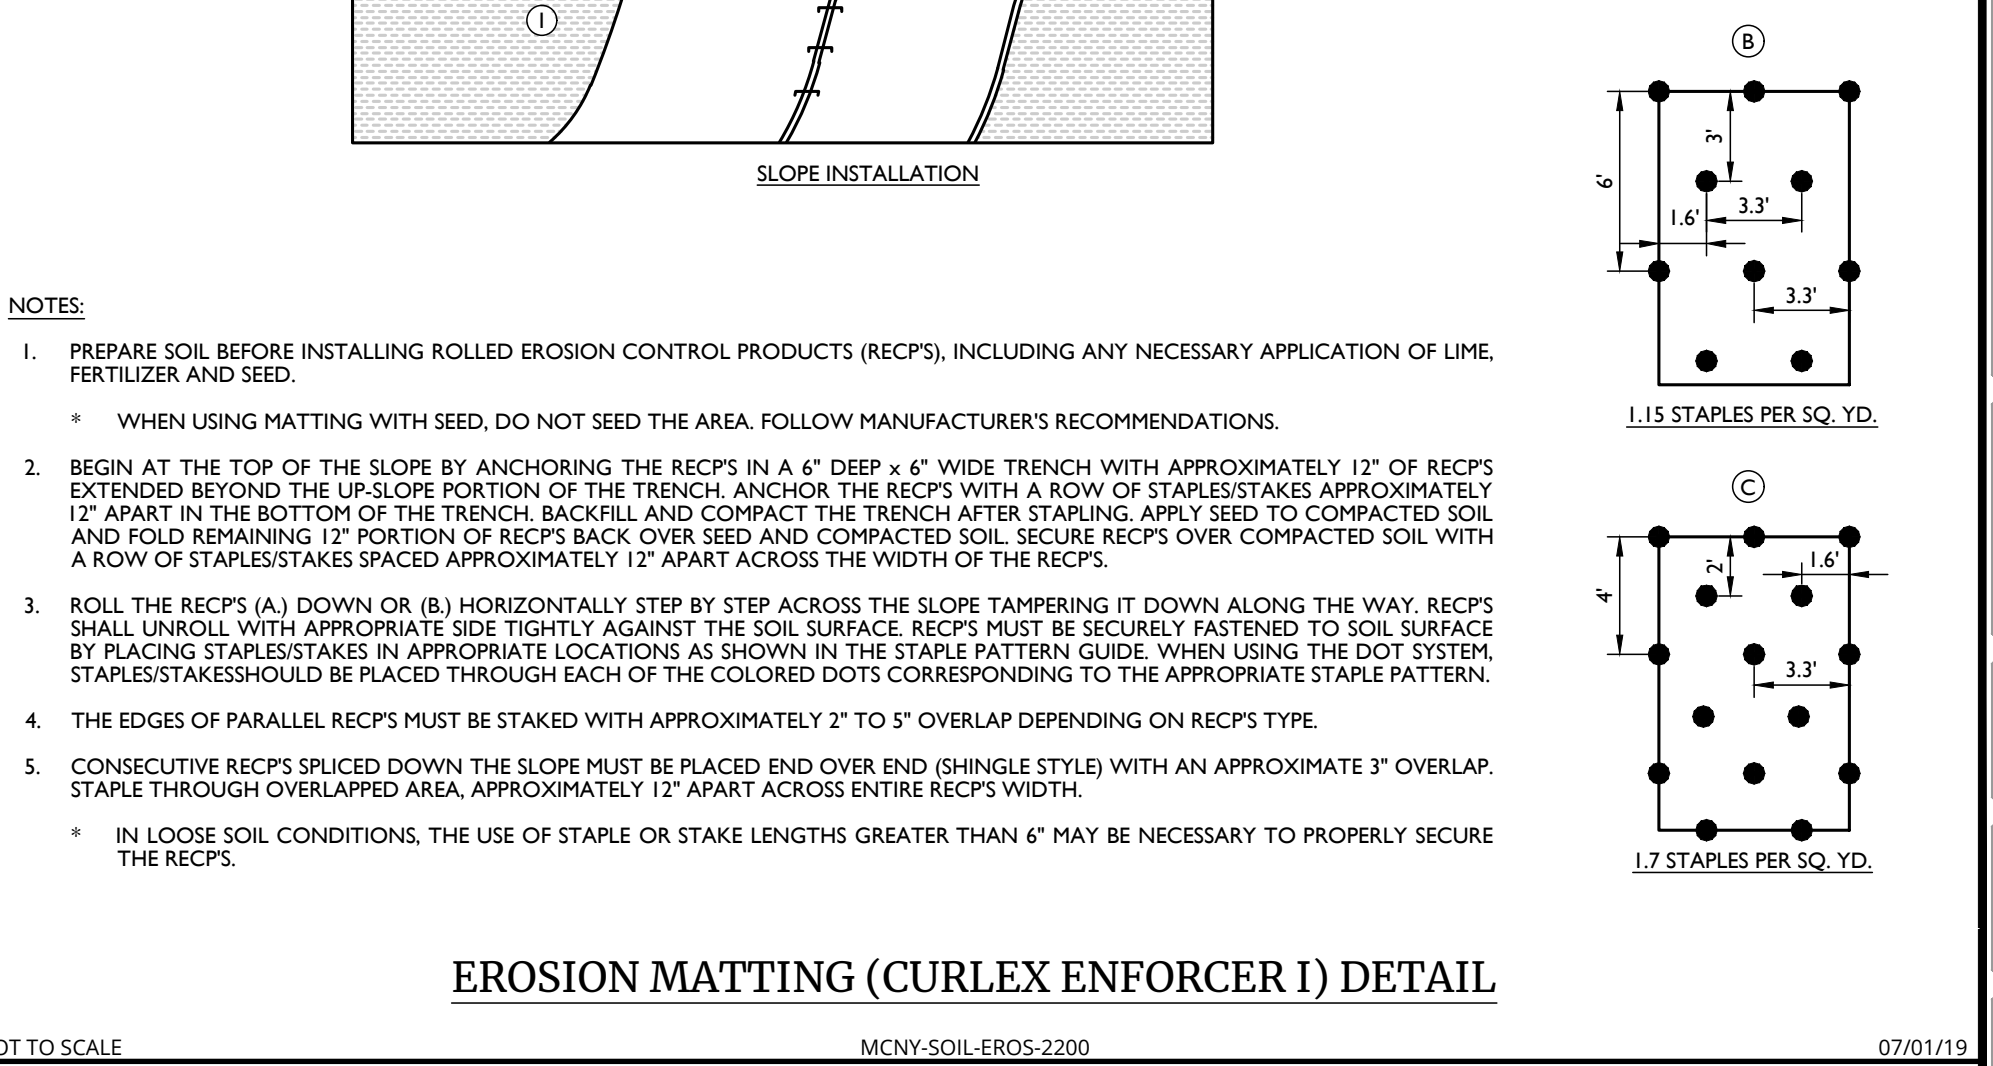 1
SLOPE INSTALLATION
NOTES:
1. PREPARE SOIL BEFORE INSTALLING ROLLED EROSION CONTROL PRODUCTS (RECP'S), INCLUDING ANY NECESSARY APPLICATION OF LIME,
FERTILIZER AND SEED.
* WHEN USING MATTING WITH SEED, DO NOT SEED THE AREA. FOLLOW MANUFACTURER'S RECOMMENDATIONS.
2. BEGIN AT THE TOP OF THE SLOPE BY ANCHORING THE RECP'S IN A 6" DEEP x 6" WIDE TRENCH WITH APPROXIMATELY 12" OF RECP'S
EXTENDED BEYOND THE UP-SLOPE PORTION OF THE TRENCH. ANCHOR THE RECP'S WITH A ROW OF STAPLES/STAKES APPROXIMATELY
12" APART IN THE BOTTOM OF THE TRENCH. BACKFILL AND COMPACT THE TRENCH AFTER STAPLING. APPLY SEED TO COMPACTED SOIL
AND FOLD REMAINING 12" PORTION OF RECP'S BACK OVER SEED AND COMPACTED SOIL. SECURE RECP'S OVER COMPACTED SOIL WITH
A ROW OF STAPLES/STAKES SPACED APPROXIMATELY 12" APART ACROSS THE WIDTH OF THE RECP'S.
3. ROLL THE RECP'S (A.) DOWN OR (B.) HORIZONTALLY STEP BY STEP ACROSS THE SLOPE TAMPERING IT DOWN ALONG THE WAY. RECP'S
SHALL UNROLL WITH APPROPRIATE SIDE TIGHTLY AGAINST THE SOIL SURFACE. RECP'S MUST BE SECURELY FASTENED TO SOIL SURFACE
BY PLACING STAPLES/STAKES IN APPROPRIATE LOCATIONS AS SHOWN IN THE STAPLE PATTERN GUIDE. WHEN USING THE DOT SYSTEM,
STAPLES/STAKESSHOULD BE PLACED THROUGH EACH OF THE COLORED DOTS CORRESPONDING TO THE APPROPRIATE STAPLE PATTERN.
4. THE EDGES OF PARALLEL RECP'S MUST BE STAKED WITH APPROXIMATELY 2" TO 5" OVERLAP DEPENDING ON RECP'S TYPE.
5. CONSECUTIVE RECP'S SPLICED DOWN THE SLOPE MUST BE PLACED END OVER END (SHINGLE STYLE) WITH AN APPROXIMATE 3" OVERLAP.
STAPLE THROUGH OVERLAPPED AREA, APPROXIMATELY 12" APART ACROSS ENTIRE RECP'S WIDTH.
* IN LOOSE SOIL CONDITIONS, THE USE OF STAPLE OR STAKE LENGTHS GREATER THAN 6" MAY BE NECESSARY TO PROPERLY SECURE
THE RECP'S.
B
3'
6'
3.3'
1.6'
3.3'
1.15 STAPLES PER SQ. YD.
C
2'
1.6'
4'
3.3'
1.7 STAPLES PER SQ. YD.
EROSION MATTING (CURLEX ENFORCER I) DETAIL
OT TO SCALE
MCNY-SOIL-EROS-2200
07/01/19